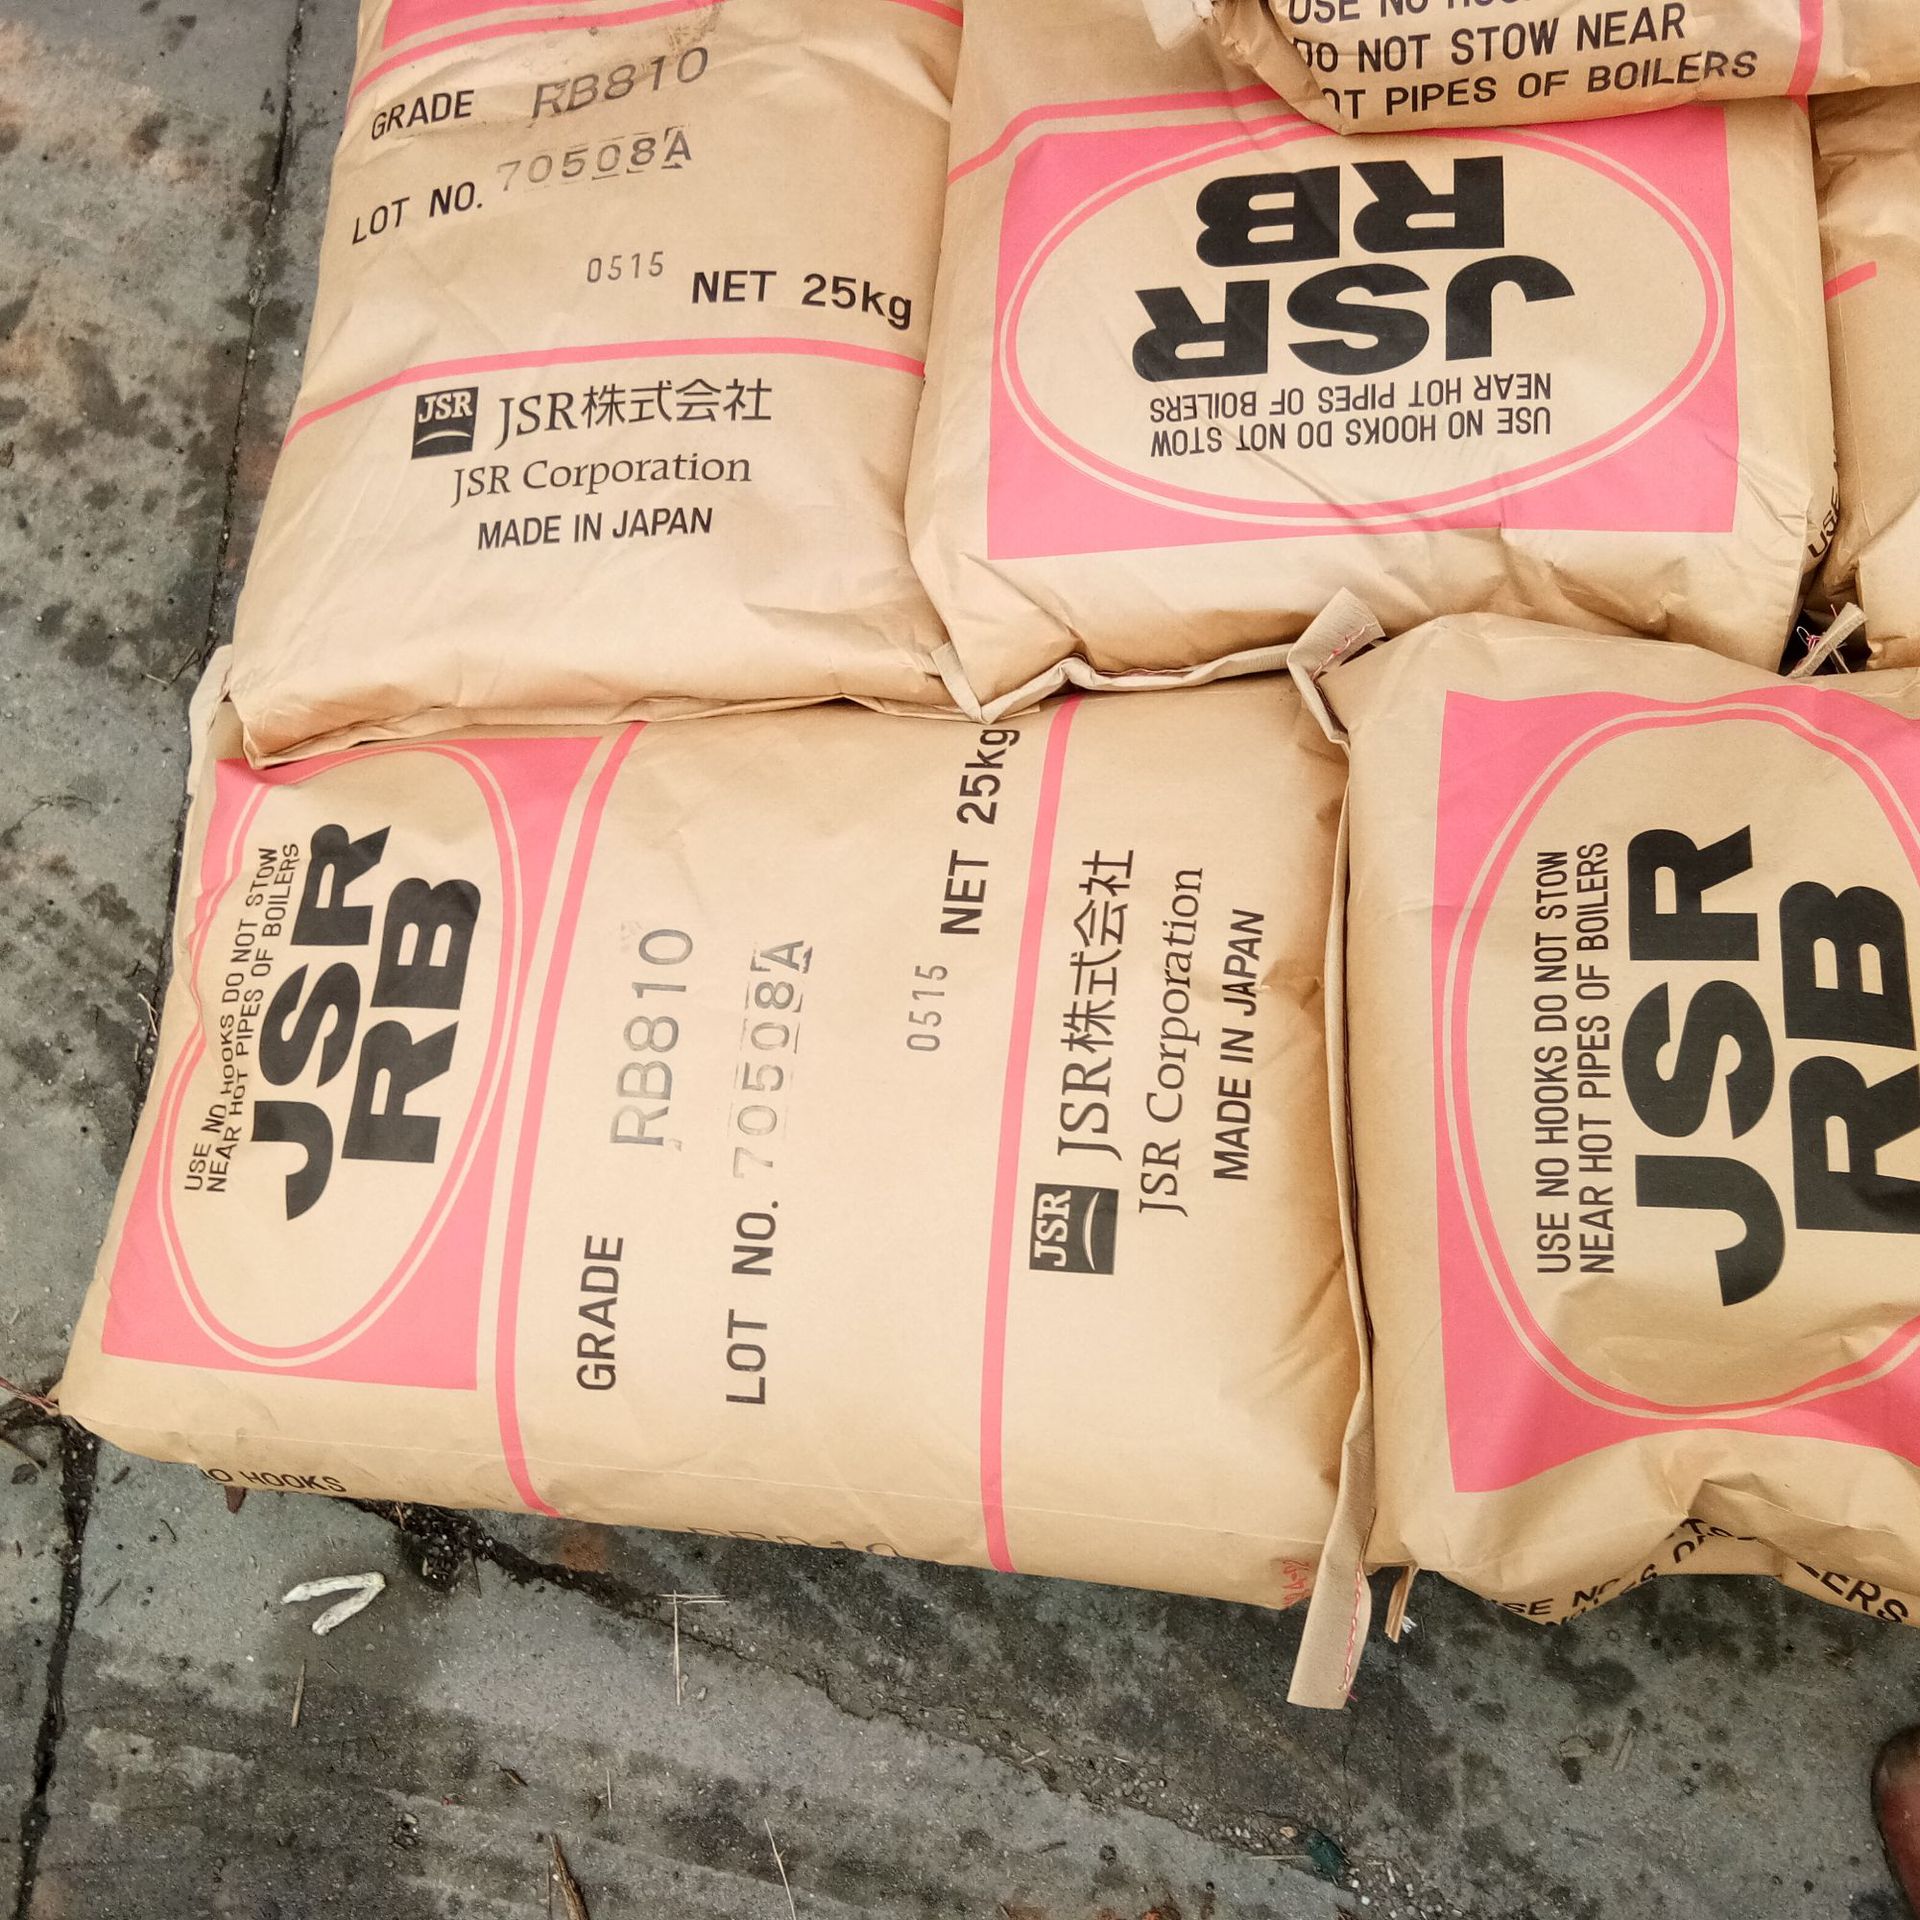 GRADE RB810
LOT NO. 70508A
0515 NET 25kg
JSR JSR株式会社
JSR Corporation
MADE IN JAPAN
DO NOT STOW NEAR
PIPES OF BOILERS
USE NO HOOKS DO NOT STOW
NEAR HOT PIPES OF BOILERS
JSR
RB
USE NO HOOKS DO NOT STOW
NEAR HOT PIPES OF BOILERS
JSR
RB
GRADE RB810
LOT NO. 70508A
0515 NET 25kg
JSR JSR株式会社
JSR Corporation
MADE IN JAPAN
HOOKS
USE NO HOOKS DO NOT STOW
NEAR HOT PIPES OF BOILERS
JSR
RB